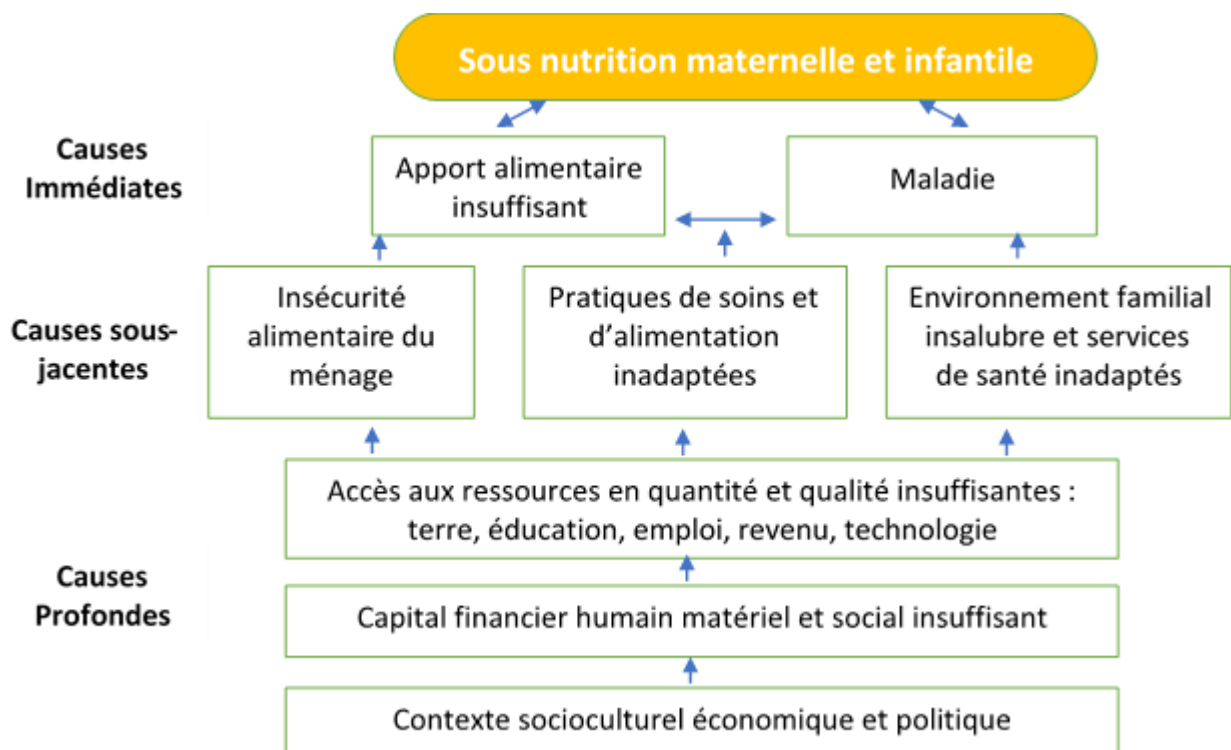 Sous nutrition maternelle et infantile
Causes
Immédiates
Apport alimentaire
insuffisant
Maladie
Causes sous-
jacentes
Insécurité
alimentaire du
ménage
Pratiques de soins et
d’alimentation
inadaptées
Environnement familial
insalubre et services
de santé inadaptés
Causes
Profondes
Accès aux ressources en quantité et qualité insuffisantes :
terre, éducation, emploi, revenu, technologie
Capital financier humain matériel et social insuffisant
Contexte socioculturel économique et politique